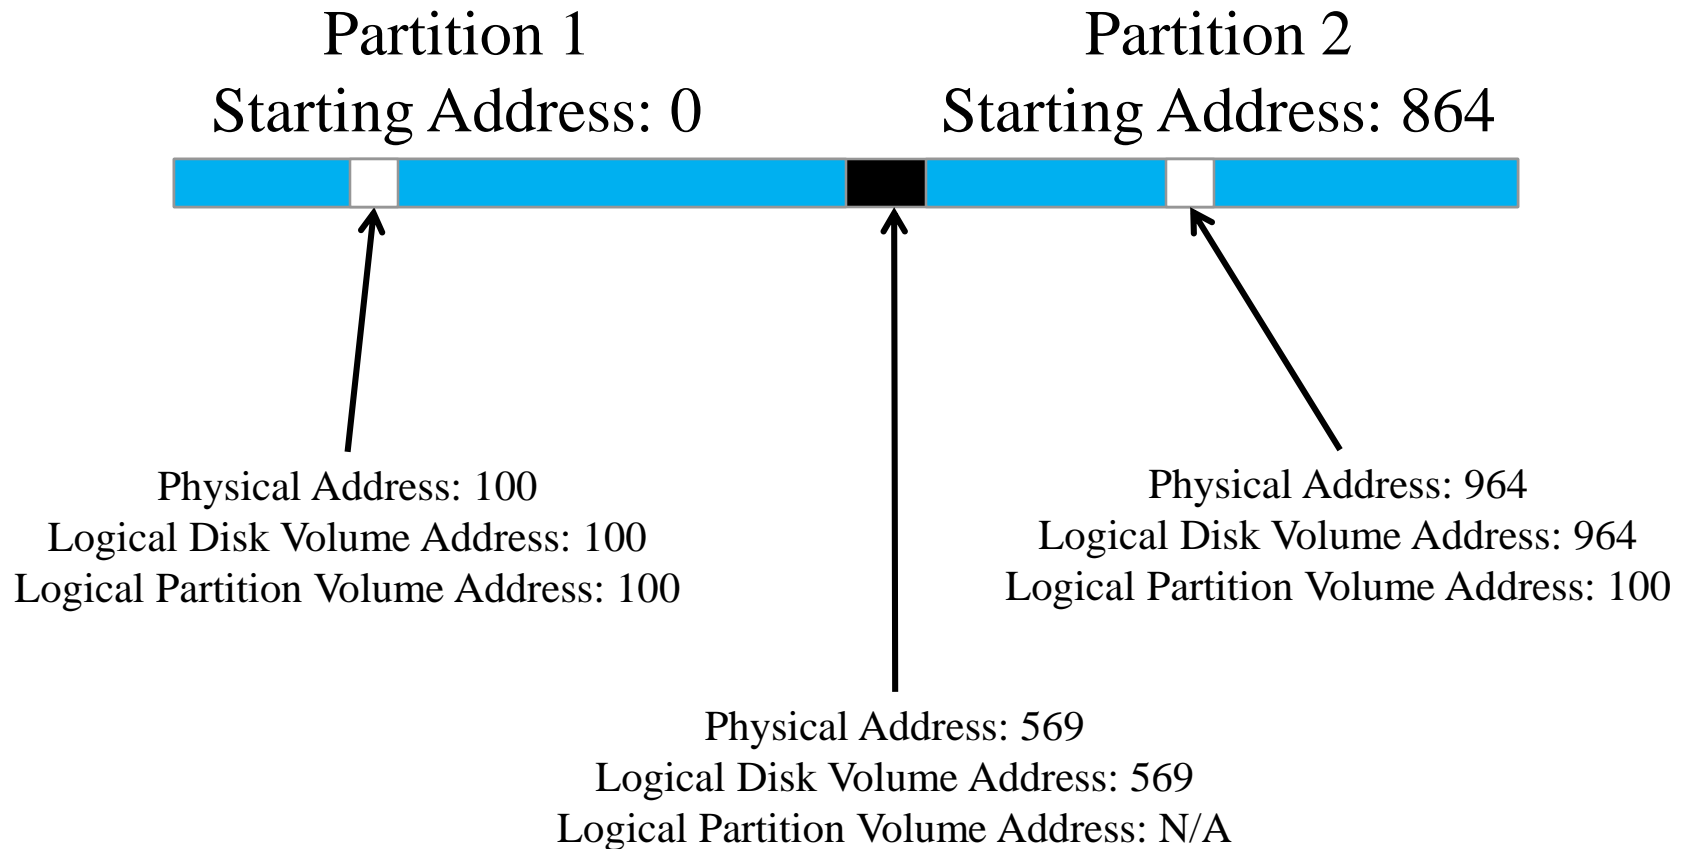 Partition 1
Starting Address: 0
Partition 2
Starting Address: 864
Physical Address: 100
Logical Disk Volume Address: 100
Logical Partition Volume Address: 100
Physical Address: 964
Logical Disk Volume Address: 964
Logical Partition Volume Address: 100
Physical Address: 569
Logical Disk Volume Address: 569
Logical Partition Volume Address: N/A